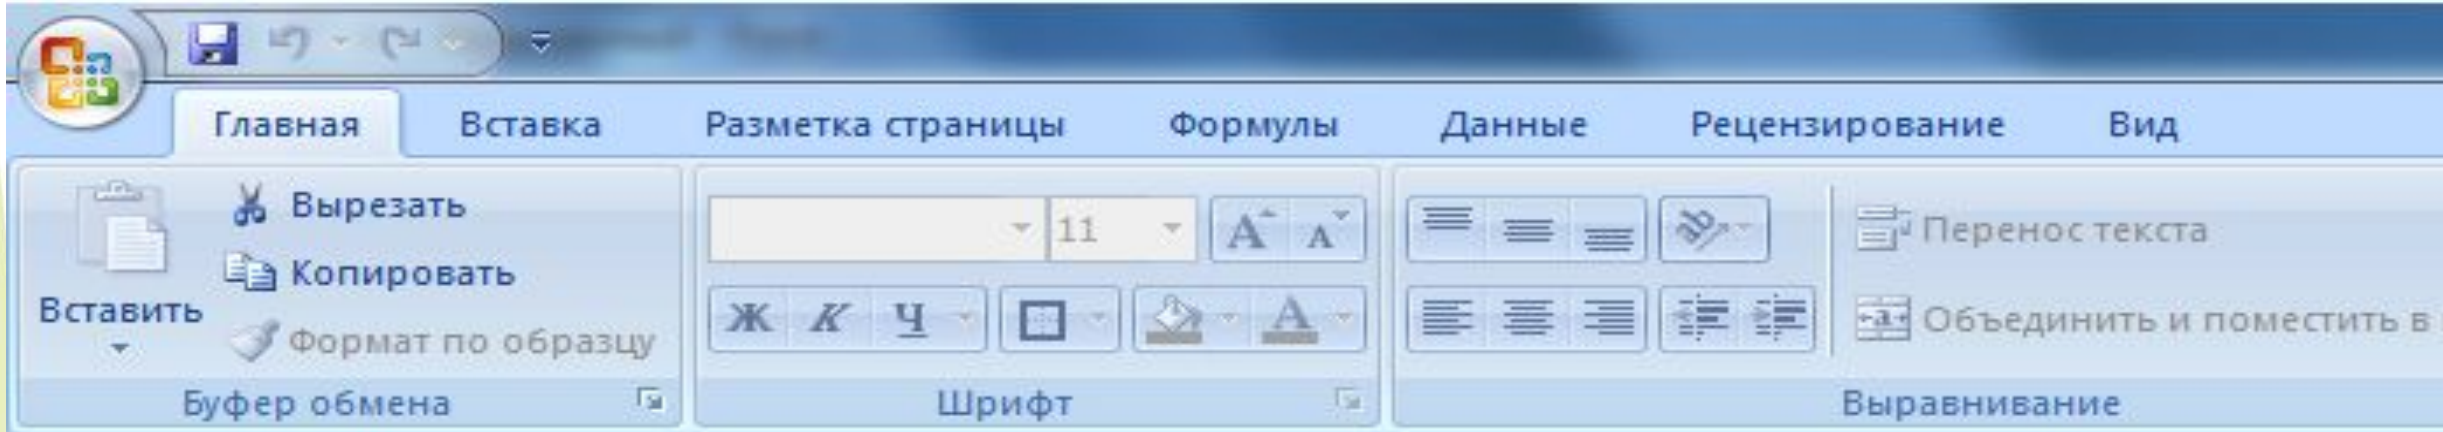 Главная Вставка Разметка страницы Формулы Данные Рецензирование Вид
Вставить
Вырезать
Копировать
Формат по образцу
Буфер обмена
11 A A
Ж К Ч A
Шрифт
Перенос текста
Объединить и поместить в
Выравнивание